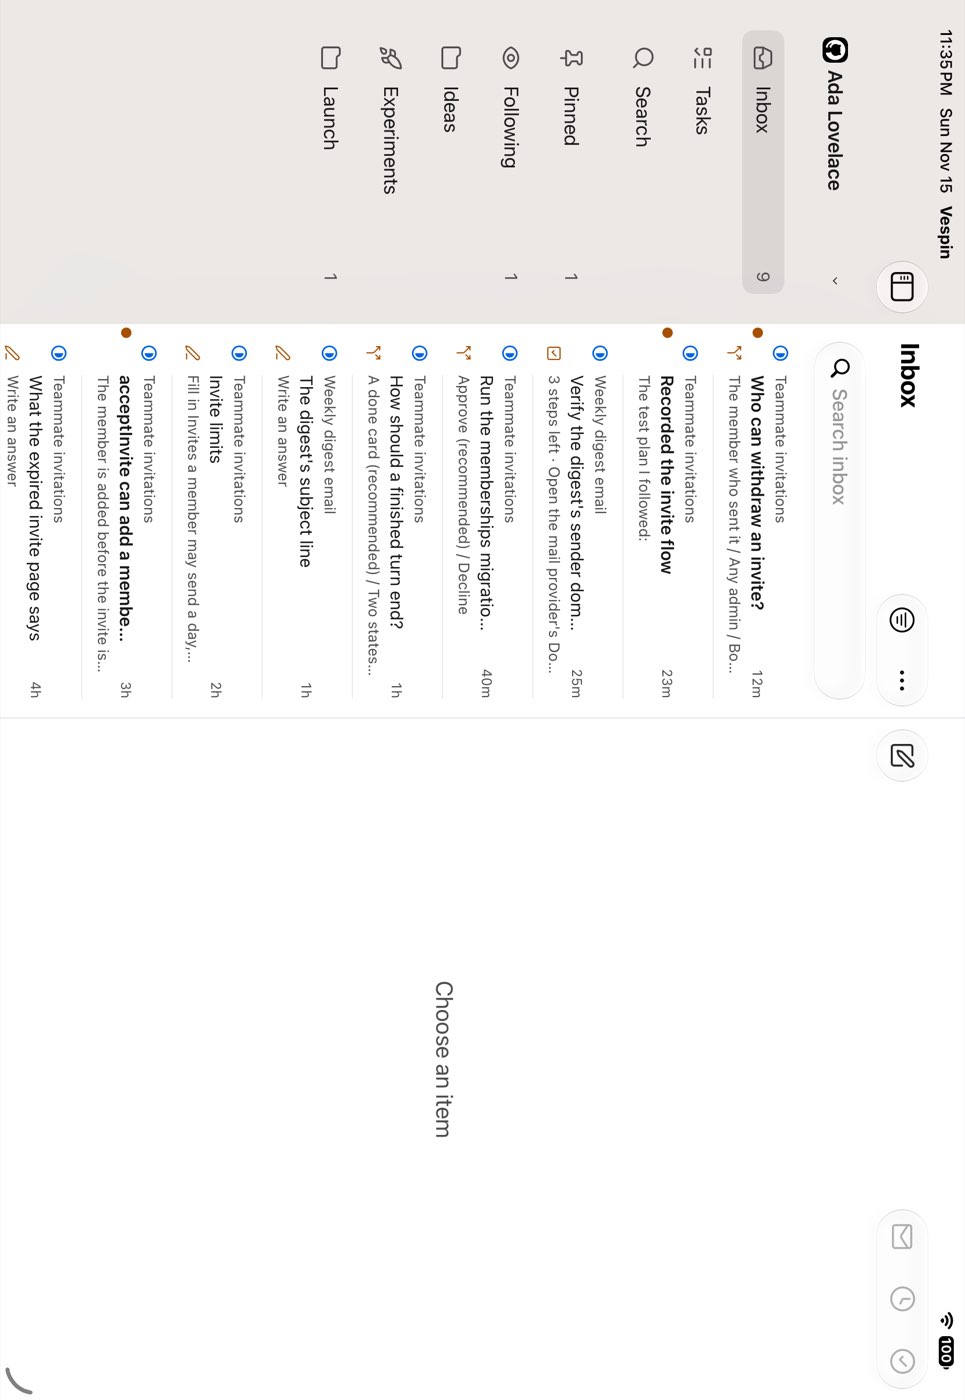 11:35 PM Sun Nov 15 Vespin
100
Ada Lovelace
Inbox 9
Tasks
Search
Pinned 1
Following 1
Ideas
Experiments
Launch 1
Inbox
Search inbox
Teammate invitations
Who can withdraw an invite? 12m
The member who sent it / Any admin / Bo...
Teammate invitations
Recorded the invite flow 23m
The test plan I followed:
Weekly digest email
Verify the digest's sender dom... 25m
3 steps left · Open the mail provider's Do...
Teammate invitations
Run the memberships migratio... 40m
Approve (recommended) / Decline
Teammate invitations
How should a finished turn end? 1h
A done card (recommended) / Two states...
Weekly digest email
The digest's subject line 1h
Write an answer
Teammate invitations
Invite limits 2h
Fill in Invites a member may send a day,...
Teammate invitations
acceptInvite can add a membe... 3h
The member is added before the invite is...
Teammate invitations
What the expired invite page says 4h
Write an answer
Choose an item